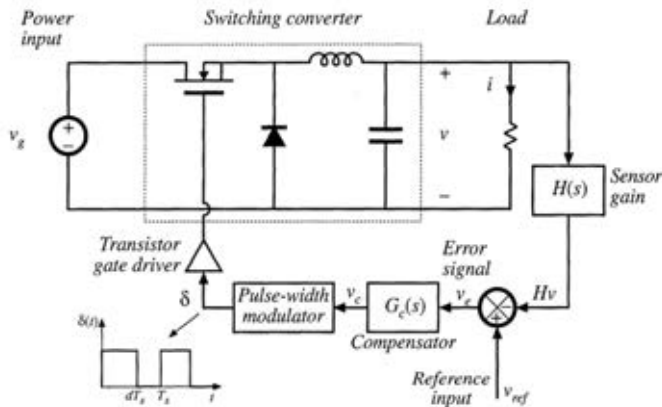 Power
input
Switching converter
Load
v_g
+
−
+
v
−
i
H(s)
Sensor
gain
Transistor
gate driver
δ
Pulse-width
modulator
v_c
G_c(s)
Compensator
Error
signal
v_e
Hv
+
−
Reference
input
v_ref
δ(t)
dT_s
T_s
t